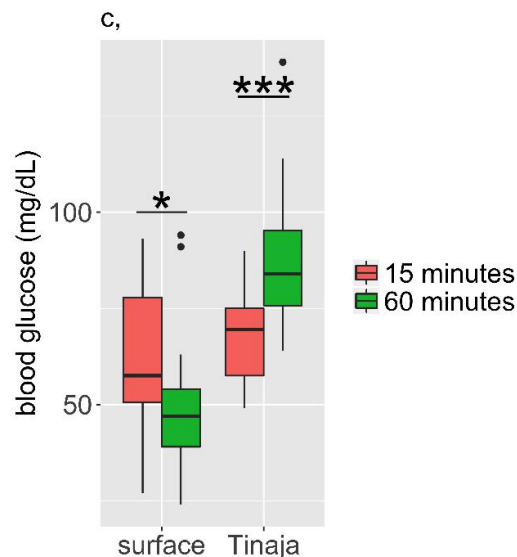 c,
***
*
100
50
blood glucose (mg/dL)
15 minutes
60 minutes
surface Tinaja